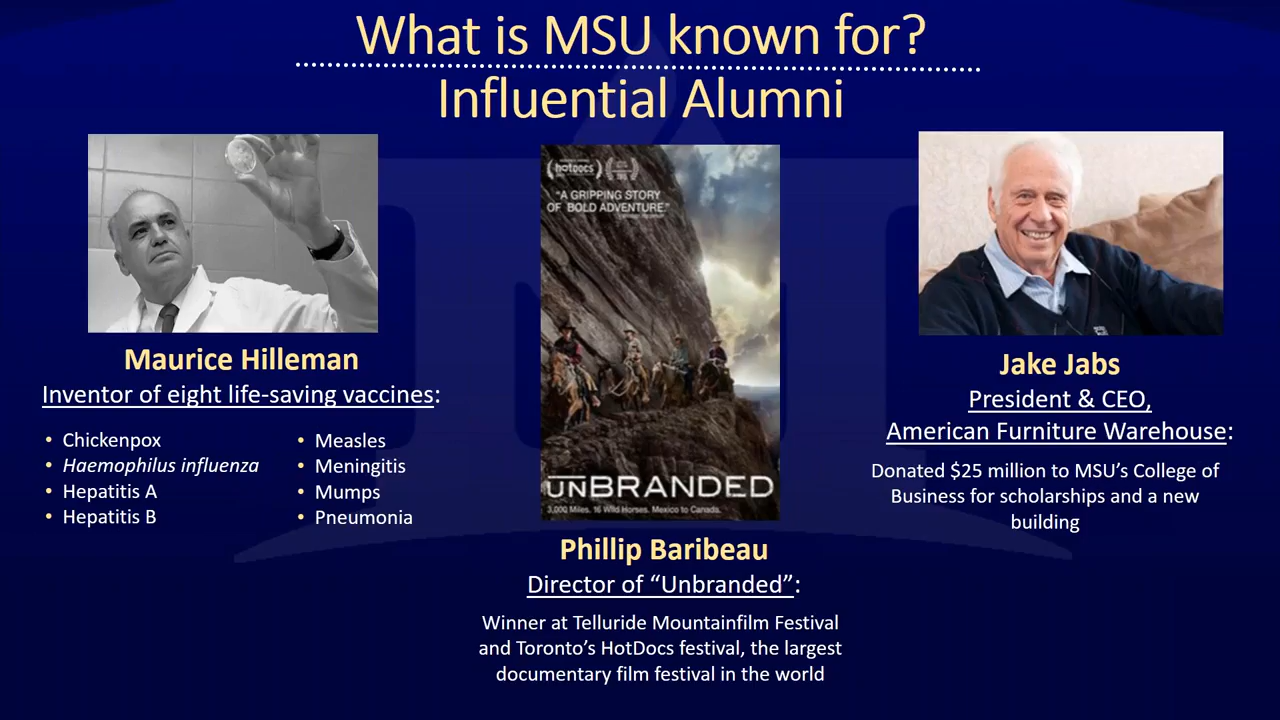 What is MSU known for?
Influential Alumni
Maurice Hilleman
Inventor of eight life-saving vaccines:
• Chickenpox
• Haemophilus influenza
• Hepatitis A
• Hepatitis B
• Measles
• Meningitis
• Mumps
• Pneumonia
hotDocs
"A GRIPPING STORY
OF BOLD ADVENTURE."
UNBRANDED
3,000 Miles. 16 Wild Horses. Mexico to Canada.
Phillip Baribeau
Director of “Unbranded”:
Winner at Telluride Mountainfilm Festival
and Toronto’s HotDocs festival, the largest
documentary film festival in the world
Jake Jabs
President & CEO,
American Furniture Warehouse:
Donated $25 million to MSU’s College of
Business for scholarships and a new
building